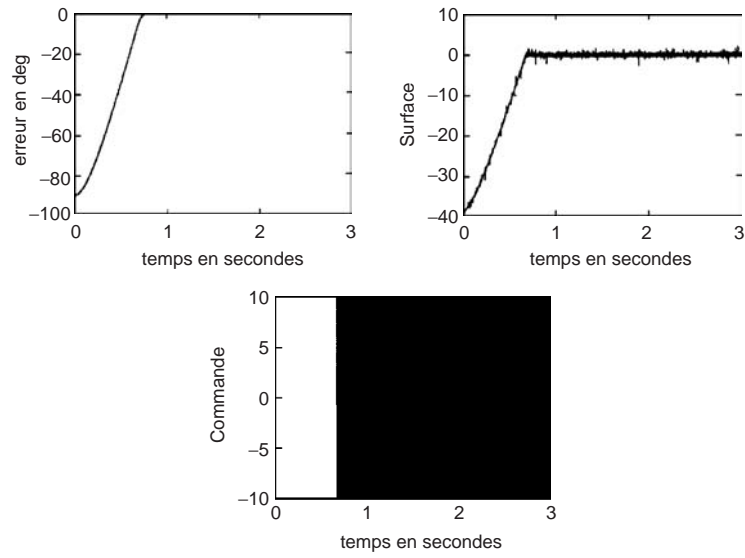 erreur en deg
0
–20
–40
–60
–80
–100
0 1 2 3
temps en secondes
Surface
10
0
–10
–20
–30
–40
0 1 2 3
temps en secondes
Commande
10
5
0
–5
–10
0 1 2 3
temps en secondes